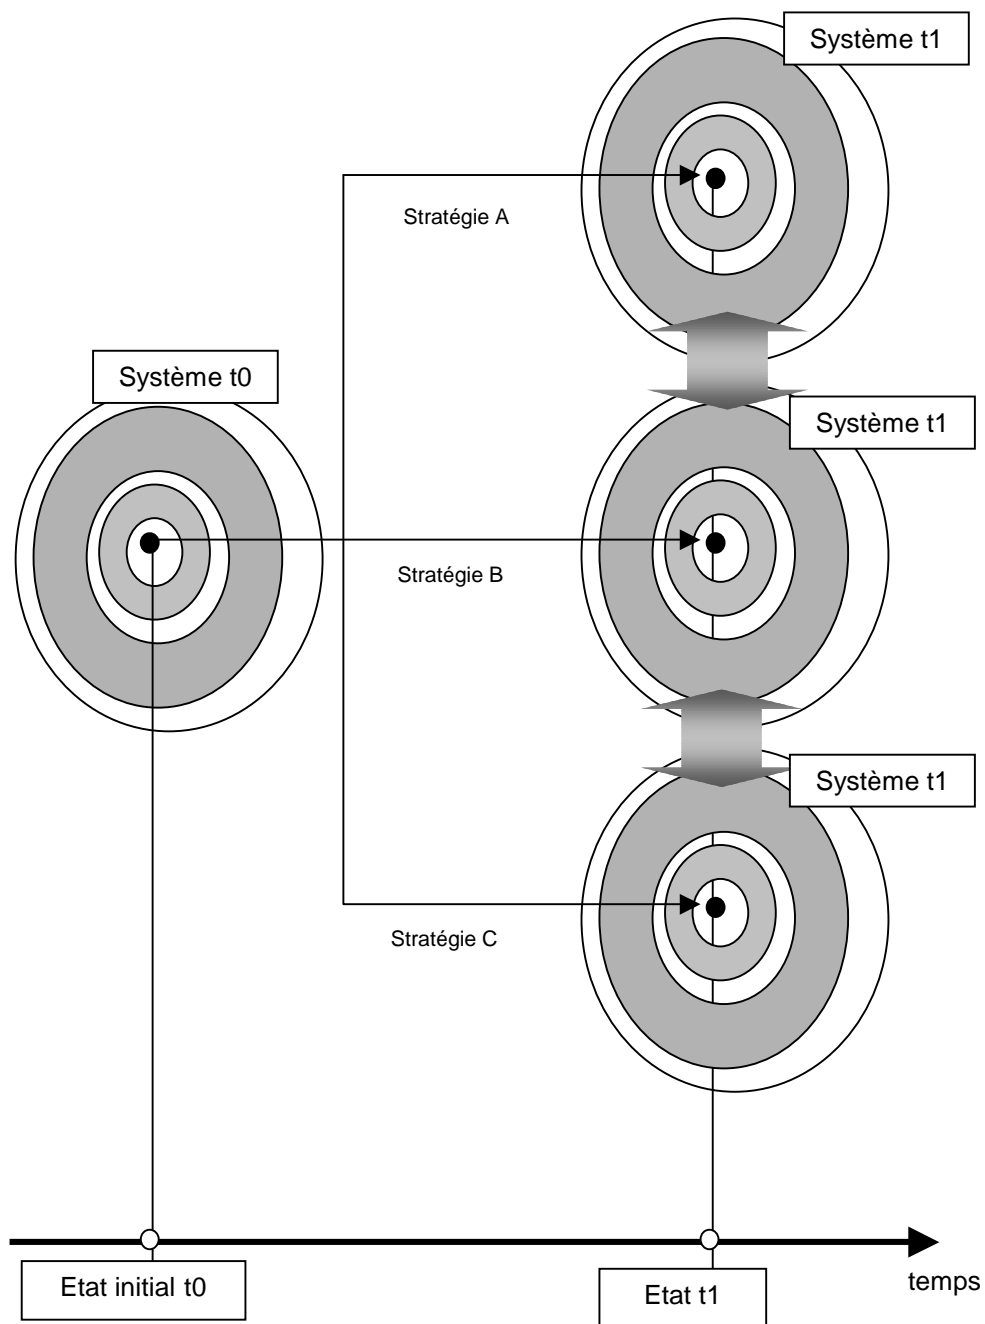 Système t1
Stratégie A
Système t0
Système t1
Stratégie B
Système t1
Stratégie C
Etat initial t0
Etat t1
temps